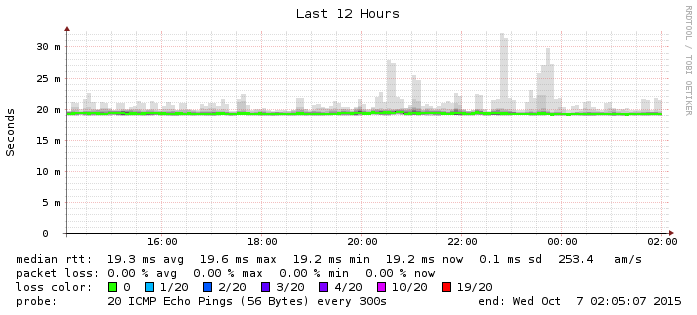 Last 12 Hours
RRDTOOL / TOBI OETIKER
Seconds
30 m
25 m
20 m
15 m
10 m
5 m
0
16:00 18:00 20:00 22:00 00:00 02:00
median rtt: 19.3 ms avg 19.6 ms max 19.2 ms min 19.2 ms now 0.1 ms sd 253.4 am/s
packet loss: 0.00 % avg 0.00 % max 0.00 % min 0.00 % now
loss color: 0 1/20 2/20 3/20 4/20 10/20 19/20
probe: 20 ICMP Echo Pings (56 Bytes) every 300s end: Wed Oct 7 02:05:07 2015